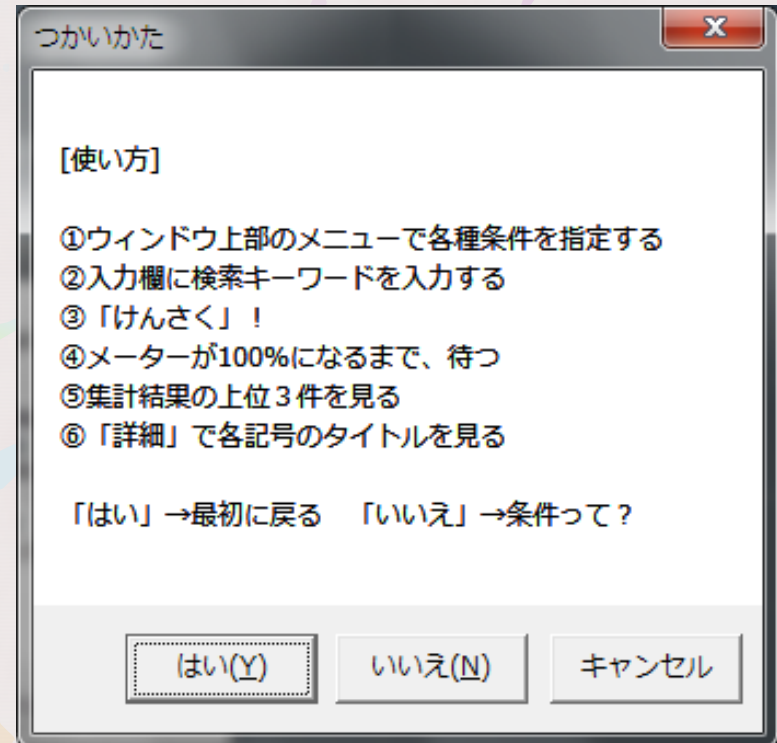 つかいかた
[使い方]
①ウィンドウ上部のメニューで各種条件を指定する
②入力欄に検索キーワードを入力する
③「けんさく」！
④メーターが100%になるまで、待つ
⑤集計結果の上位３件を見る
⑥「詳細」で各記号のタイトルを見る
「はい」→最初に戻る　「いいえ」→条件って？
はい(Y) いいえ(N) キャンセル